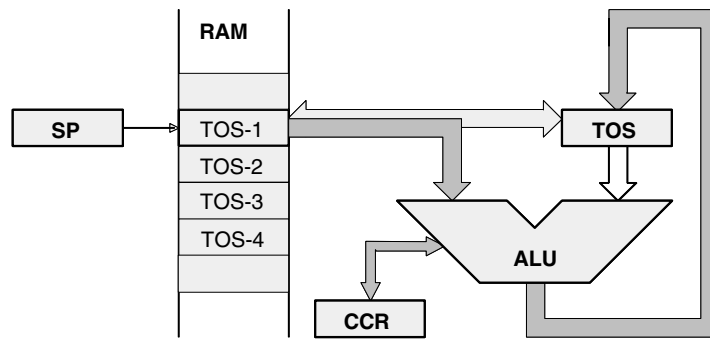 RAM
SP
TOS-1
TOS
TOS-2
TOS-3
TOS-4
ALU
CCR